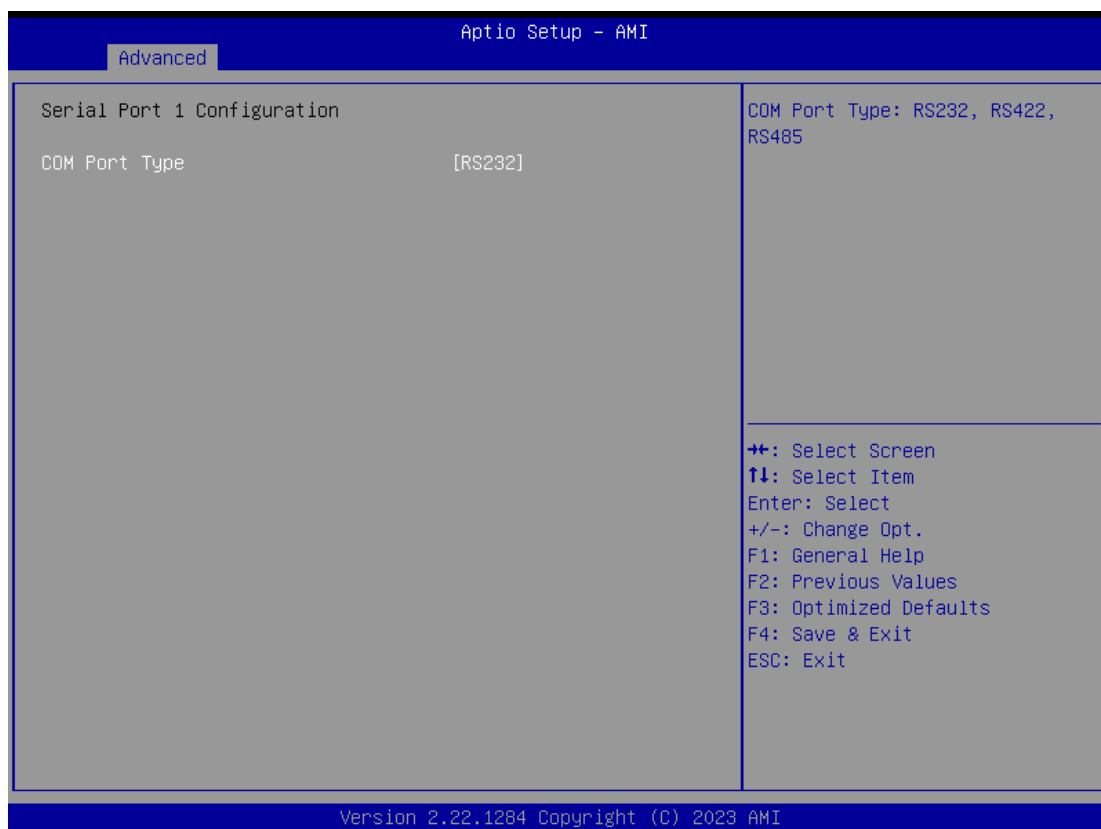 Aptio Setup – AMI
Advanced
Serial Port 1 Configuration
COM Port Type [RS232]
COM Port Type: RS232, RS422,
RS485
→←: Select Screen
↑↓: Select Item
Enter: Select
+/-: Change Opt.
F1: General Help
F2: Previous Values
F3: Optimized Defaults
F4: Save & Exit
ESC: Exit
Version 2.22.1284 Copyright (C) 2023 AMI